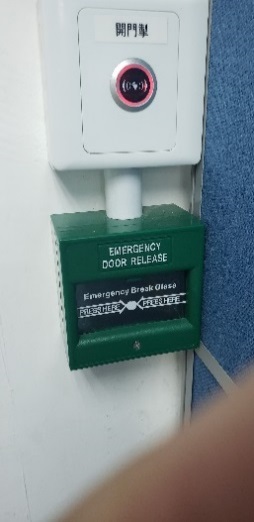 開門掣
EMERGENCY
DOOR RELEASE
Emergency Break Glass
PRESS HERE PRESS HERE